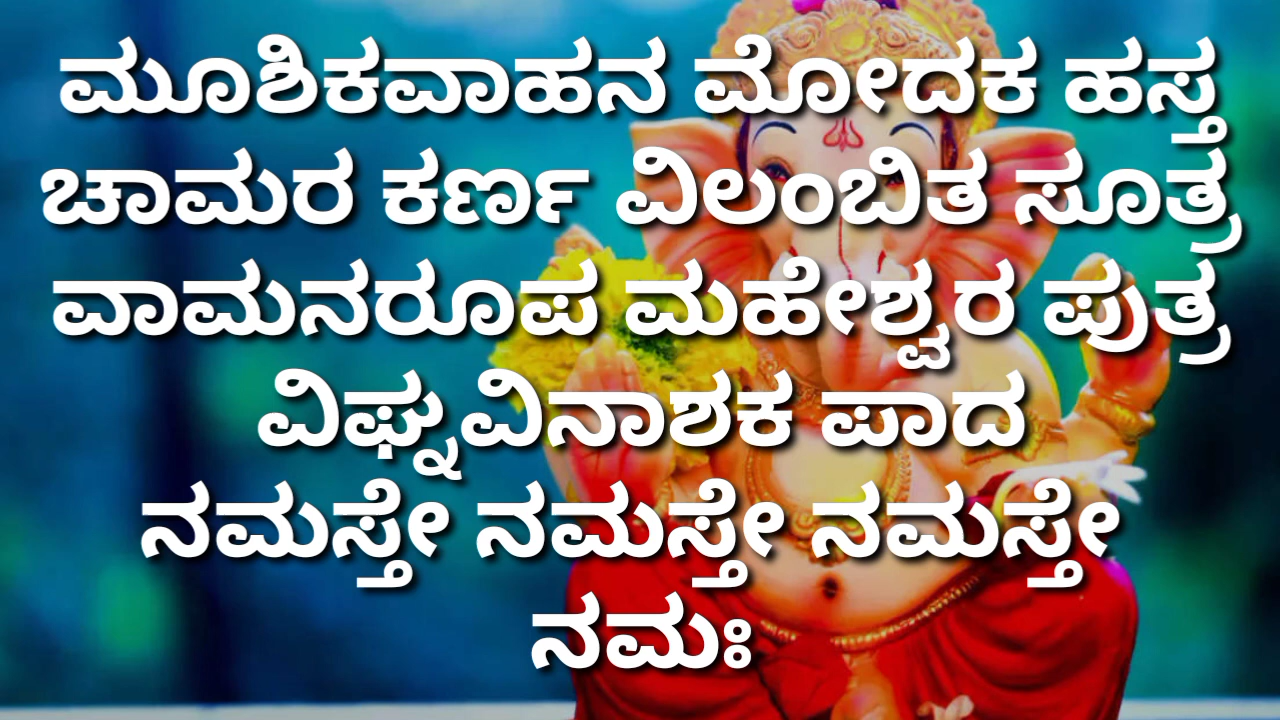 ಮೂಶಿಕವಾಹನ ಮೋದಕ ಹಸ್ತ
ಚಾಮರ ಕರ್ಣ ವಿಲಂಬಿತ ಸೂತ್ರ
ವಾಮನರೂಪ ಮಹೇಶ್ವರ ಪುತ್ರ
ವಿಘ್ನವಿನಾಶಕ ಪಾದ
ನಮಸ್ತೇ ನಮಸ್ತೇ ನಮಸ್ತೇ
ನಮಃ